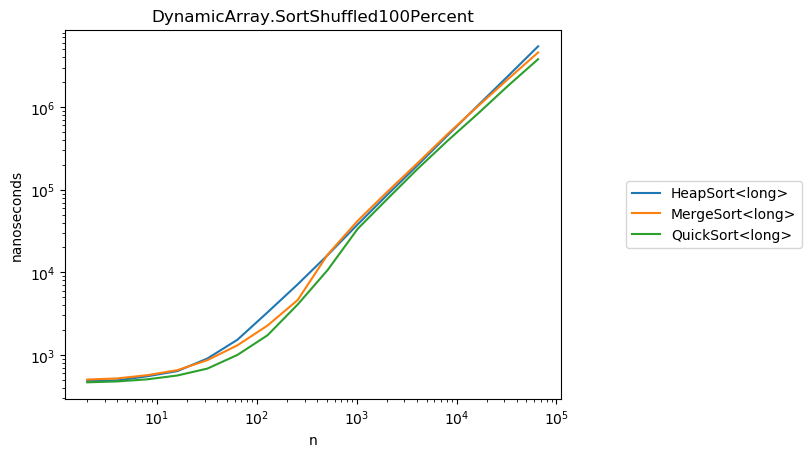 DynamicArray.SortShuffled100Percent
nanoseconds
10⁶
10⁵
10⁴
10³
10¹
10²
10³
10⁴
10⁵
n
HeapSort<long>
MergeSort<long>
QuickSort<long>